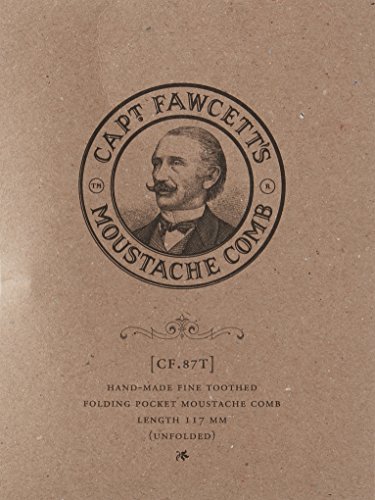 CAPT FAWCETT'S
TM
R
MOUSTACHE COMB
[CF.87T]
HAND-MADE FINE TOOTHED
FOLDING POCKET MOUSTACHE COMB
LENGTH 117 MM
(UNFOLDED)